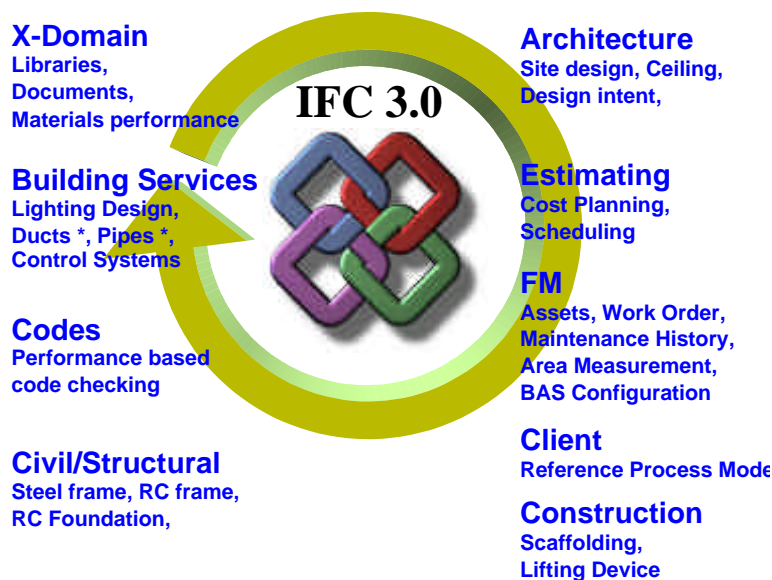 X-Domain
Libraries,
Documents,
Materials performance
Building Services
Lighting Design,
Ducts *, Pipes *,
Control Systems
Codes
Performance based
code checking
Civil/Structural
Steel frame, RC frame,
RC Foundation,
IFC 3.0
Architecture
Site design, Ceiling,
Design intent,
Estimating
Cost Planning,
Scheduling
FM
Assets, Work Order,
Maintenance History,
Area Measurement,
BAS Configuration
Client
Reference Process Mode
Construction
Scaffolding,
Lifting Device